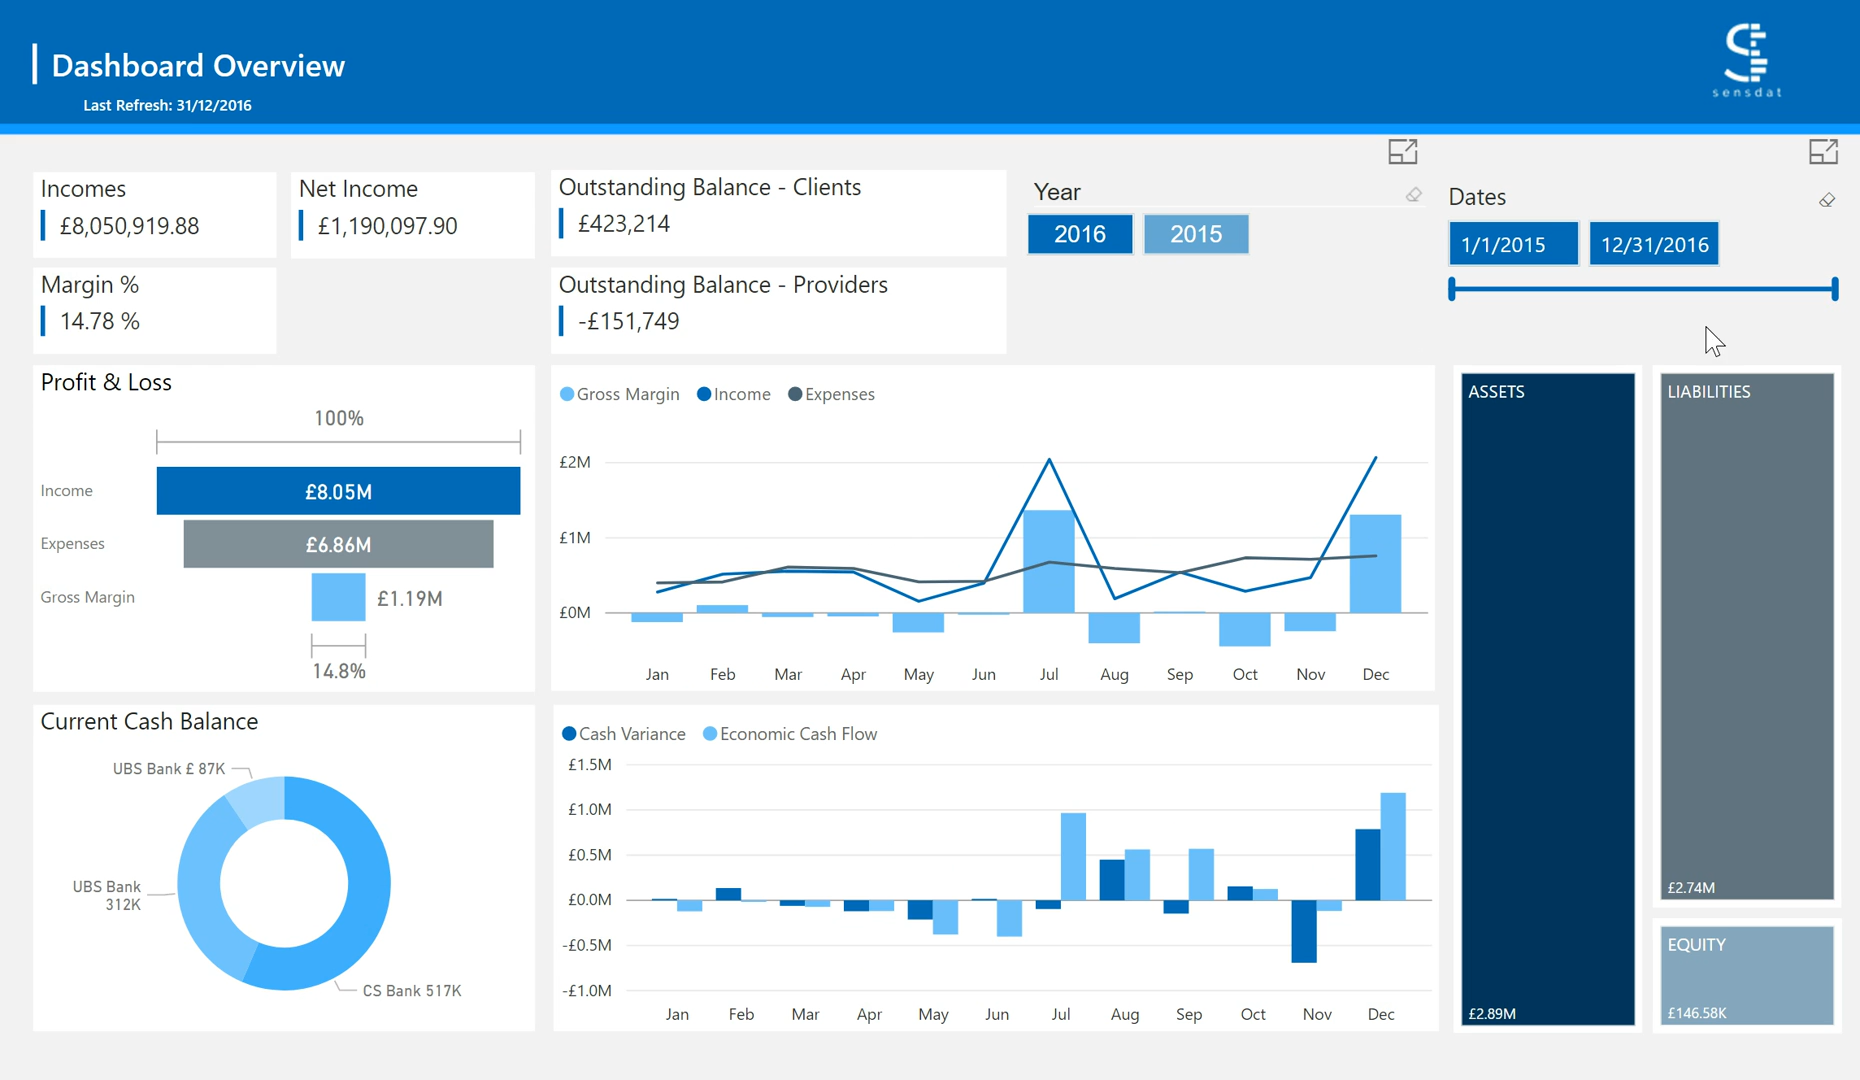 Dashboard Overview
Last Refresh: 31/12/2016
sensdat
Incomes
£8,050,919.88
Net Income
£1,190,097.90
Margin %
14.78 %
Outstanding Balance - Clients
£423,214
Outstanding Balance - Providers
-£151,749
Year
2016 2015
Dates
1/1/2015 12/31/2016
Profit & Loss
100%
Income £8.05M
Expenses £6.86M
Gross Margin £1.19M
14.8%
Gross Margin Income Expenses
£2M
£1M
£0M
Jan Feb Mar Apr May Jun Jul Aug Sep Oct Nov Dec
Current Cash Balance
UBS Bank £ 87K
UBS Bank
312K
CS Bank 517K
Cash Variance Economic Cash Flow
£1.5M
£1.0M
£0.5M
£0.0M
-£0.5M
-£1.0M
Jan Feb Mar Apr May Jun Jul Aug Sep Oct Nov Dec
ASSETS
£2.89M
LIABILITIES
£2.74M
EQUITY
£146.58K